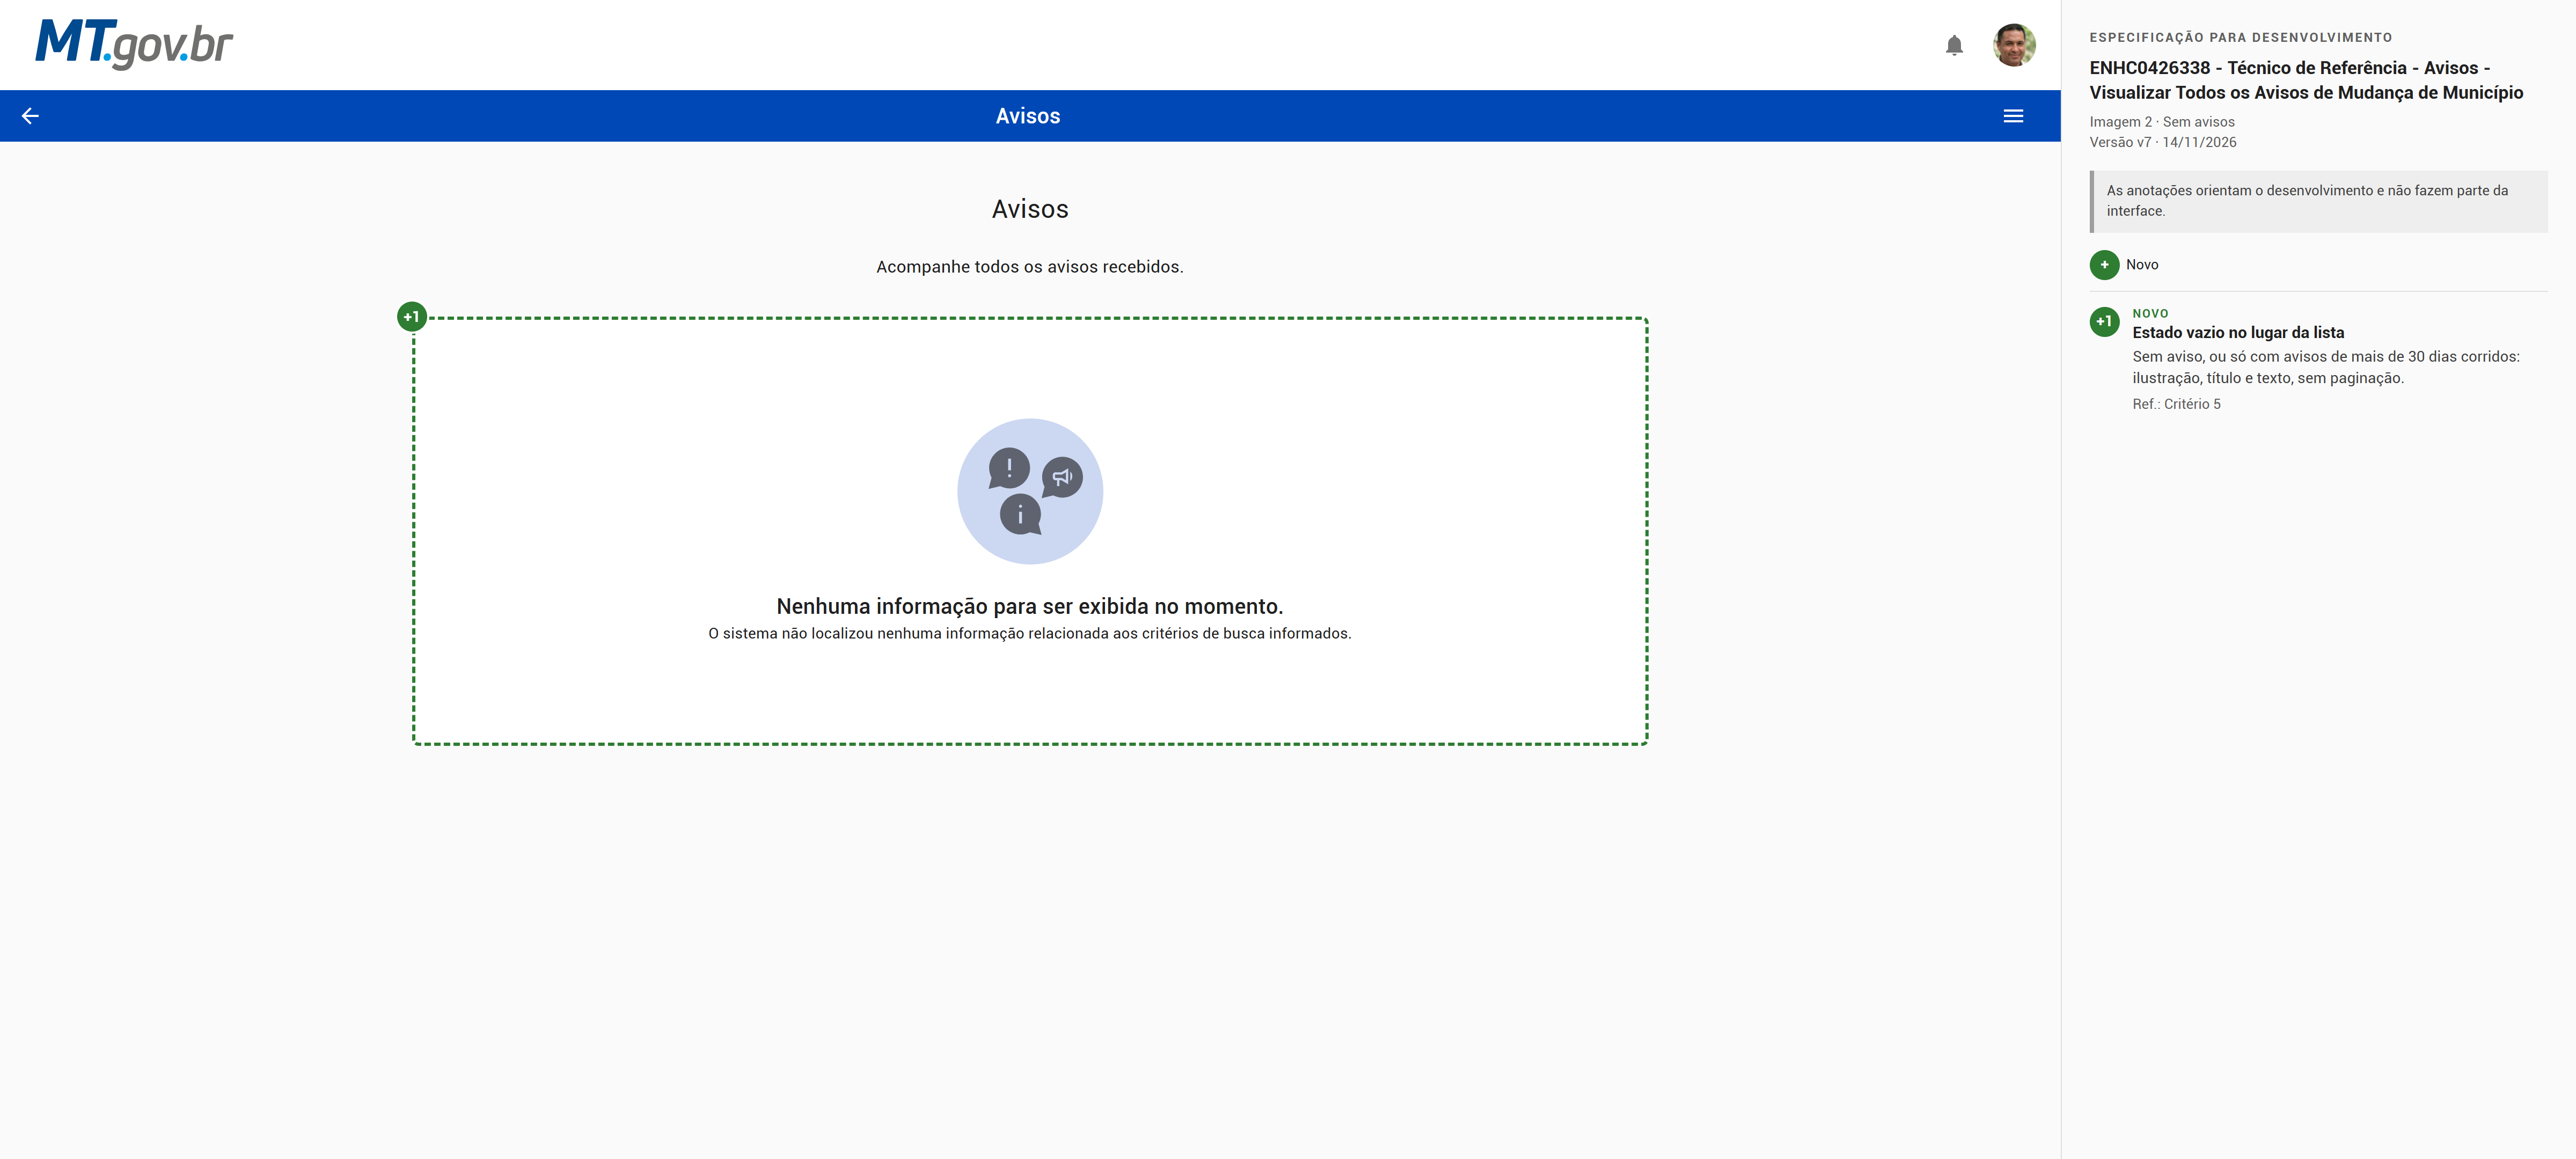 MT.gov.br
Avisos
Avisos
Acompanhe todos os avisos recebidos.
+1
Nenhuma informação para ser exibida no momento.
O sistema não localizou nenhuma informação relacionada aos critérios de busca informados.
ESPECIFICAÇÃO PARA DESENVOLVIMENTO
ENHC0426338 - Técnico de Referência - Avisos -
Visualizar Todos os Avisos de Mudança de Município
Imagem 2 · Sem avisos
Versão v7 · 14/11/2026
As anotações orientam o desenvolvimento e não fazem parte da
interface.
+ Novo
+1 NOVO
Estado vazio no lugar da lista
Sem aviso, ou só com avisos de mais de 30 dias corridos:
ilustração, título e texto, sem paginação.
Ref.: Critério 5